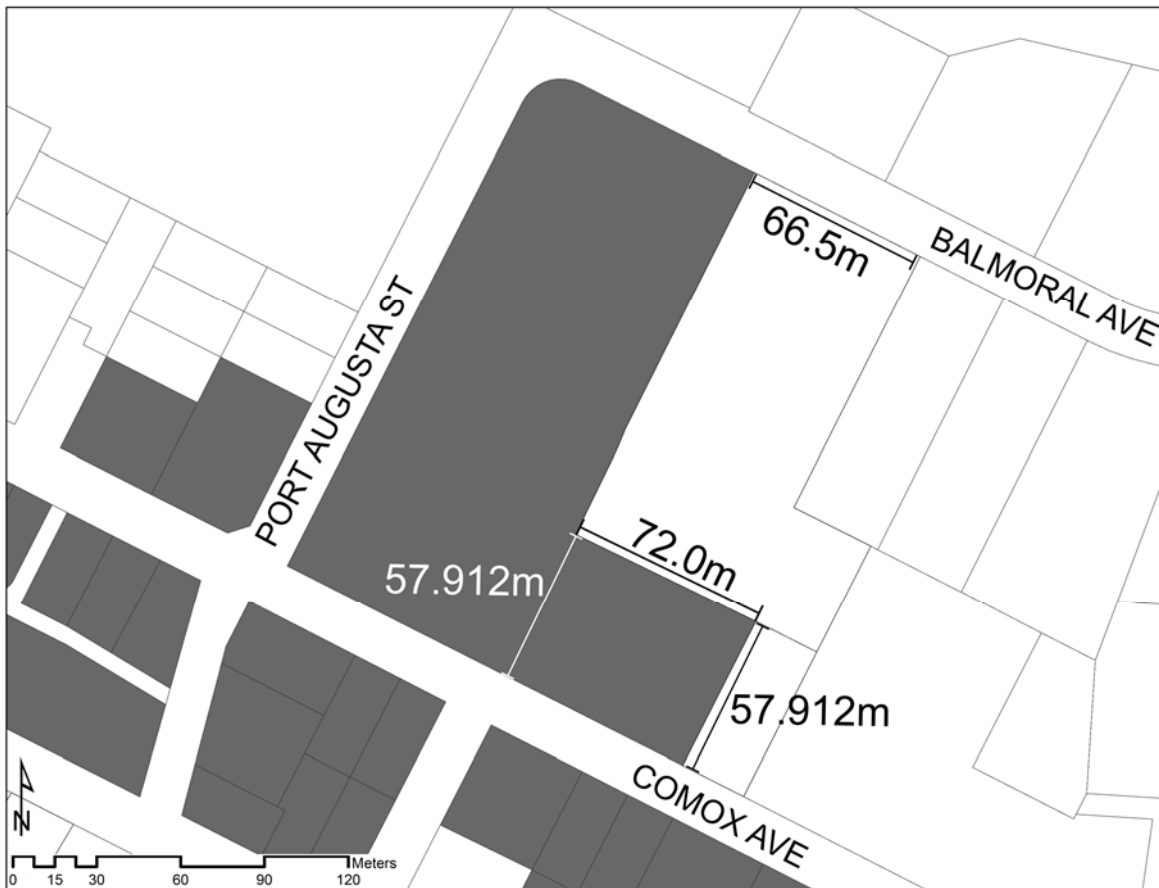 66.5m
BALMORAL AVE
PORT AUGUSTA ST
72.0m
57.912m
57.912m
COMOX AVE
N
Meters
0 15 30 60 90 120